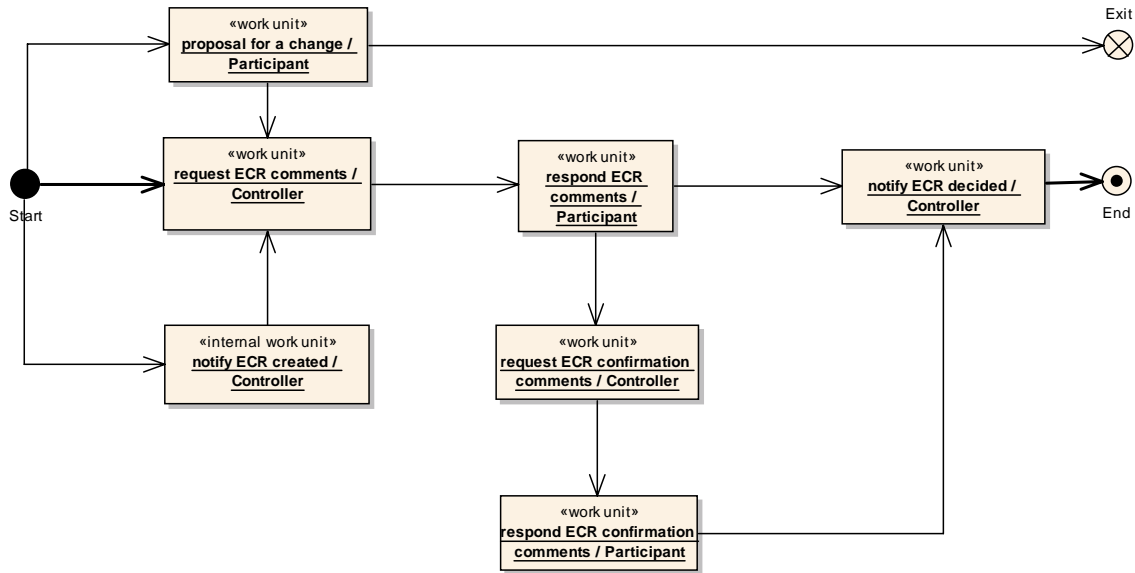 Exit
«work unit»
proposal for a change /
Participant
«work unit»
request ECR comments /
Controller
«work unit»
respond ECR
comments /
Participant
«work unit»
notify ECR decided /
Controller
Start
End
«internal work unit»
notify ECR created /
Controller
«work unit»
request ECR confirmation
comments / Controller
«work unit»
respond ECR confirmation
comments / Participant